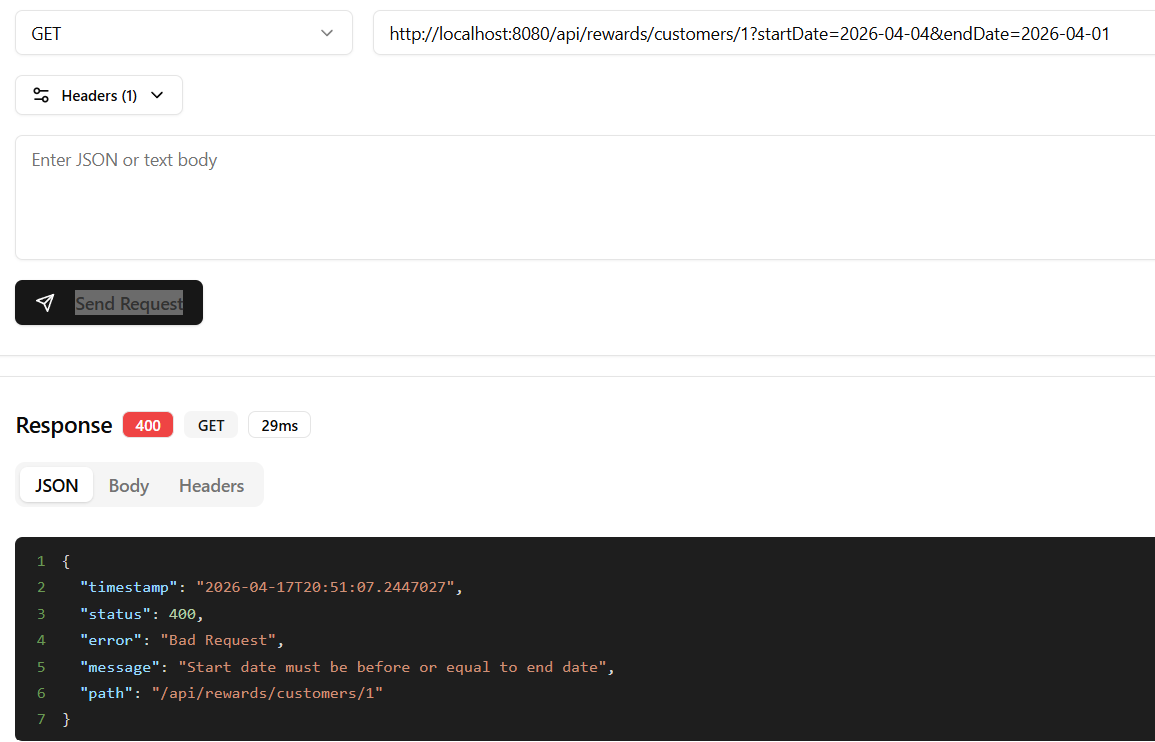 GET
http://localhost:8080/api/rewards/customers/1?startDate=2026-04-04&endDate=2026-04-01
Headers (1)
Enter JSON or text body
Send Request
Response 400 GET 29ms
JSON Body Headers
1 {
2 "timestamp": "2026-04-17T20:51:07.2447027",
3 "status": 400,
4 "error": "Bad Request",
5 "message": "Start date must be before or equal to end date",
6 "path": "/api/rewards/customers/1"
7 }